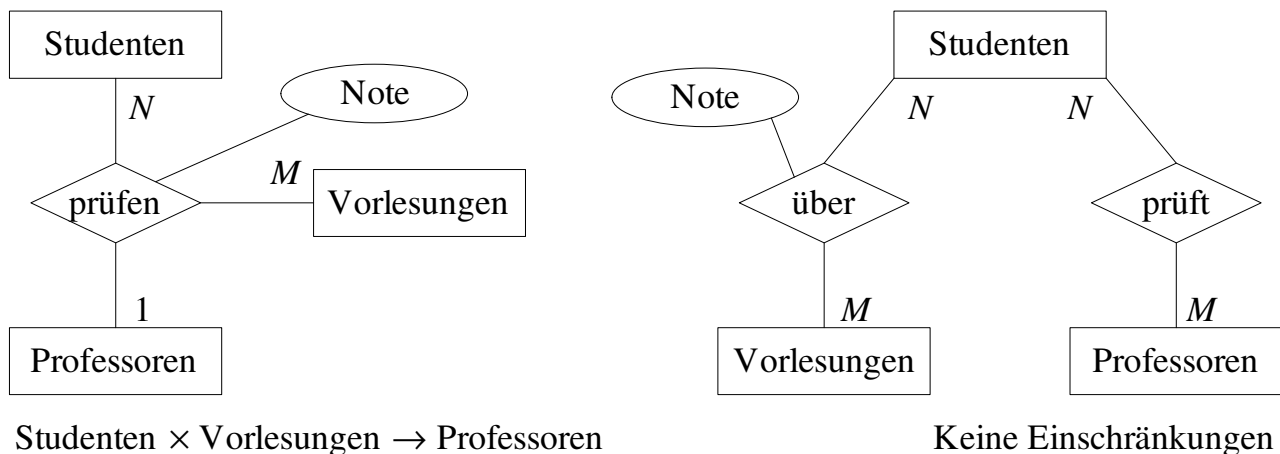 Studenten
N
Note
M
prüfen
Vorlesungen
1
Professoren
Studenten × Vorlesungen → Professoren
Studenten
Note
N
N
über
prüft
M
M
Vorlesungen
Professoren
Keine Einschränkungen